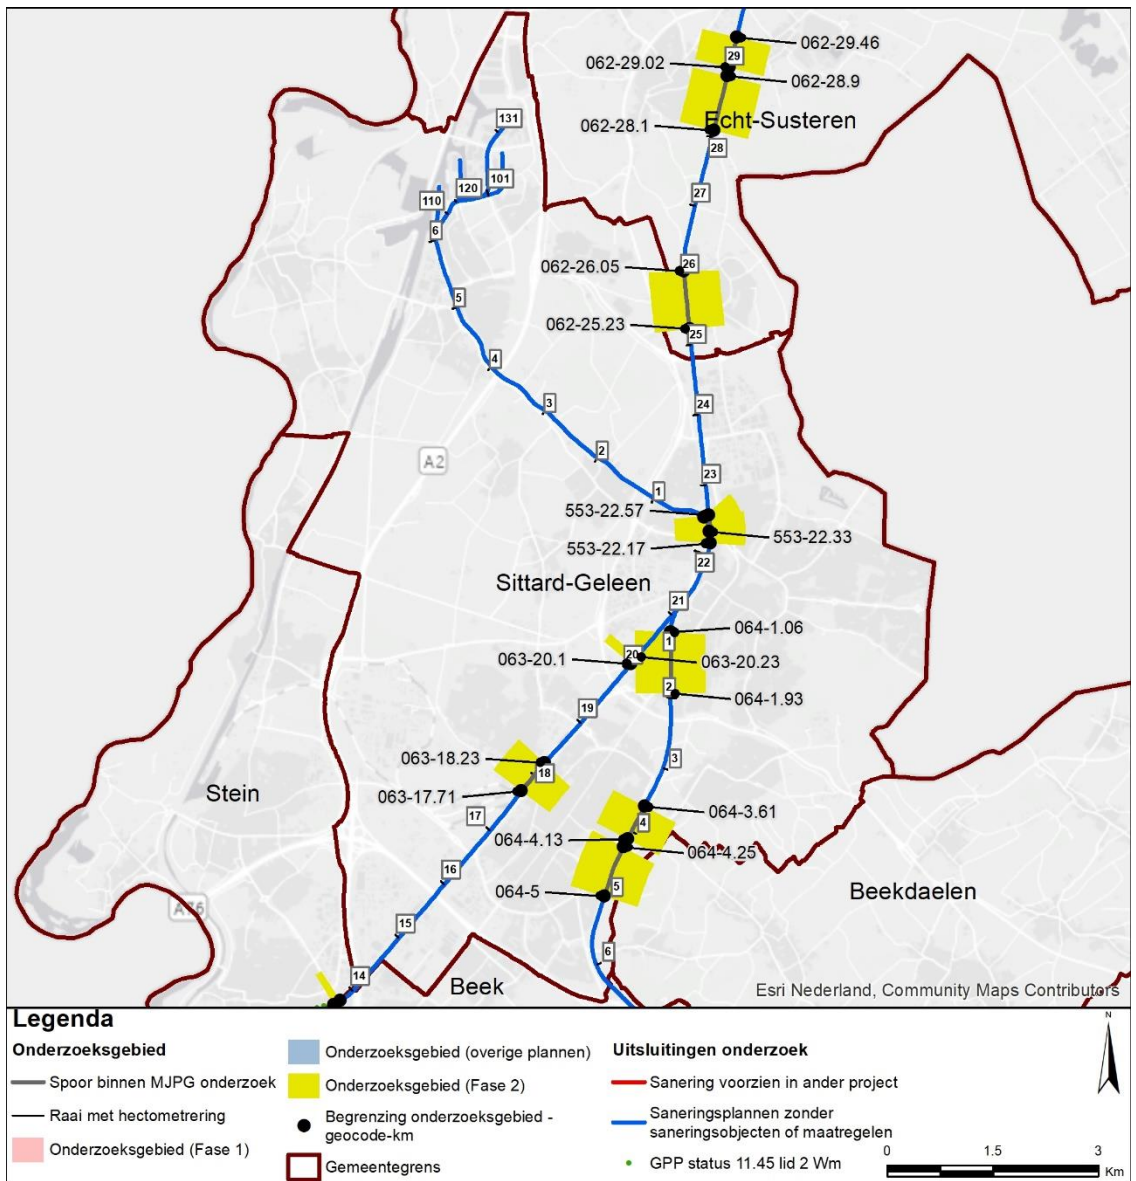 062-29.46
29
062-29.02
062-28.9
Echt-Susteren
062-28.1
28
131
101
120
110
27
6
26
062-26.05
5
062-25.23
25
4
3
24
A2
2
23
1
553-22.57
553-22.33
553-22.17
22
Sittard-Geleen
21
064-1.06
1
20
063-20.23
063-20.1
2
064-1.93
19
3
063-18.23
18
Stein
063-17.71
17
064-3.61
4
064-4.13
064-4.25
16
5
064-5
Beekdaelen
A76
15
6
14
Beek
Esri Nederland, Community Maps Contributors
Legenda
Onderzoeksgebied
Spoor binnen MJPG onderzoek
Raai met hectometrering
Onderzoeksgebied (Fase 1)
Onderzoeksgebied (overige plannen)
Onderzoeksgebied (Fase 2)
Begrenzing onderzoeksgebied -
geocode-km
Gemeentegrens
Uitsluitingen onderzoek
Sanering voorzien in ander project
Saneringsplannen zonder
saneringsobjecten of maatregelen
GPP status 11.45 lid 2 Wm
N
0 1.5 3
Km